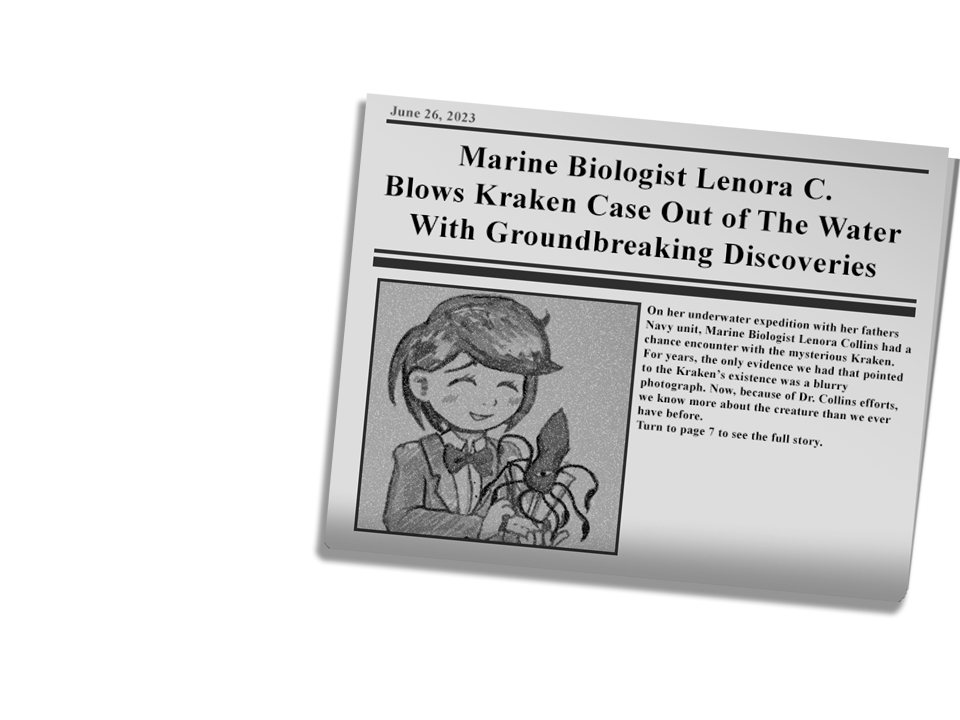 June 26, 2023
Marine Biologist Lenora C.
Blows Kraken Case Out of The Water
With Groundbreaking Discoveries
On her underwater expedition with her fathers
Navy unit, Marine Biologist Lenora Collins had a
chance encounter with the mysterious Kraken.
For years, the only evidence we had that pointed
to the Kraken's existence was a blurry
photograph. Now, because of Dr. Collins efforts,
we know more about the creature than we ever
have before.
Turn to page 7 to see the full story.